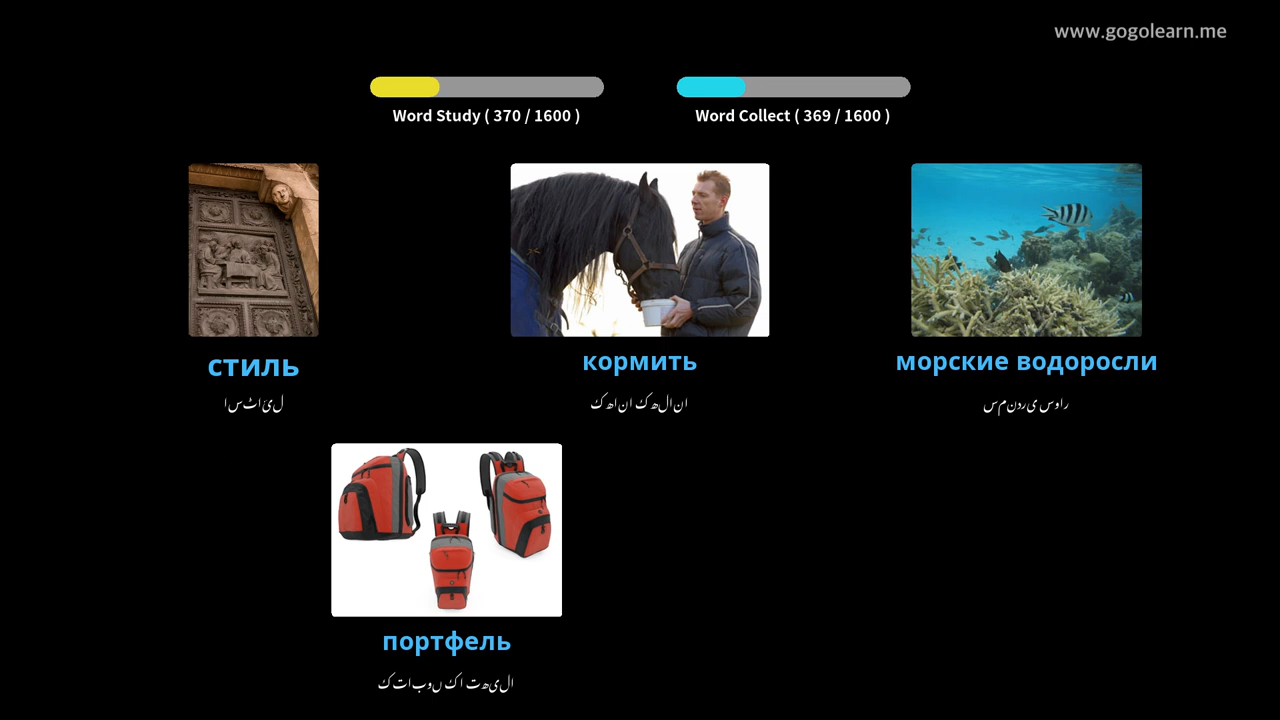 www.gogolearn.me
Word Study ( 370 / 1600 )
Word Collect ( 369 / 1600 )
стиль
кормить
морские водоросли
اسٹائل
کھانا کھلانا
سمندری سوار
портфель
کتابوں کا تھیلا